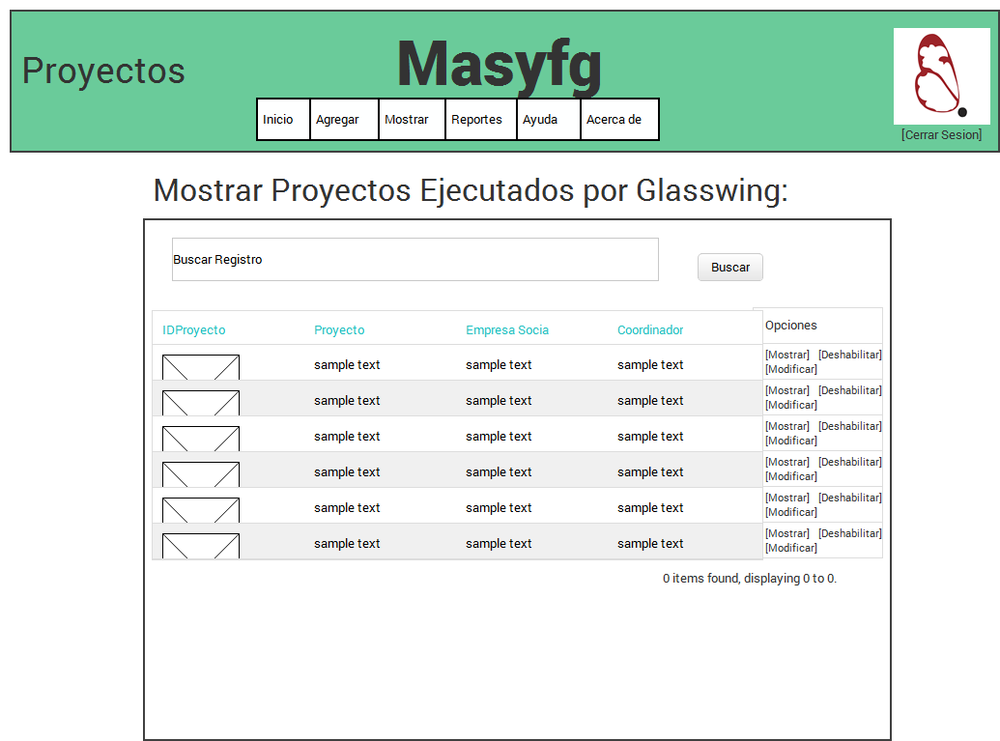 Proyectos
Masyfg
Inicio Agregar Mostrar Reportes Ayuda Acerca de
[Cerrar Sesion]
Mostrar Proyectos Ejecutados por Glasswing:
Buscar Registro Buscar
IDProyecto Proyecto Empresa Socia Coordinador Opciones
sample text sample text sample text [Mostrar] [Deshabilitar]
[Modificar]
sample text sample text sample text [Mostrar] [Deshabilitar]
[Modificar]
sample text sample text sample text [Mostrar] [Deshabilitar]
[Modificar]
sample text sample text sample text [Mostrar] [Deshabilitar]
[Modificar]
sample text sample text sample text [Mostrar] [Deshabilitar]
[Modificar]
sample text sample text sample text [Mostrar] [Deshabilitar]
[Modificar]
0 items found, displaying 0 to 0.